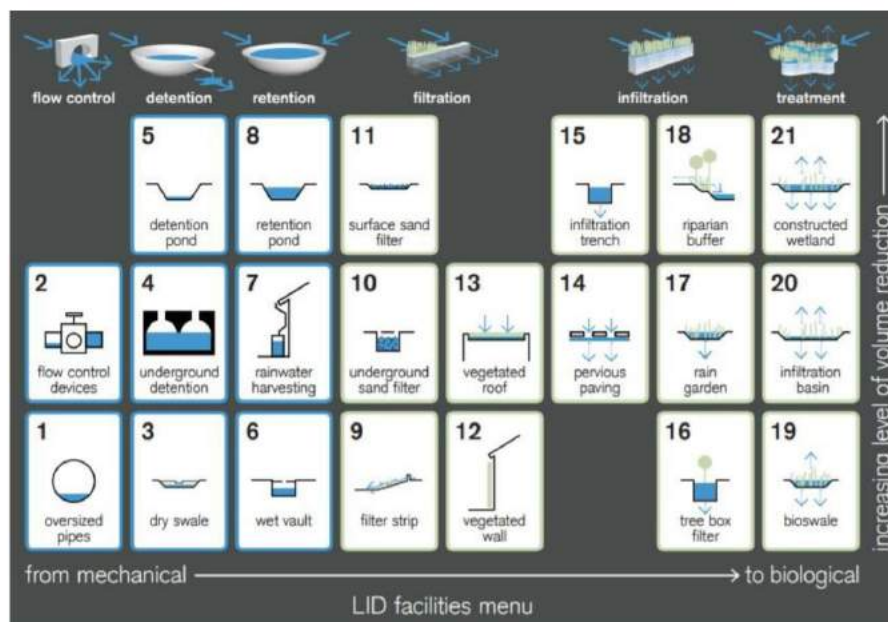 flow control
detention
retention
filtration
infiltration
treatment
5
detention
pond
8
retention
pond
11
surface sand
filter
15
infiltration
trench
18
riparian
buffer
21
constructed
wetland
2
flow control
devices
4
underground
detention
7
rainwater
harvesting
10
underground
sand filter
13
vegetated
roof
14
pervious
paving
17
rain
garden
20
infiltration
basin
1
oversized
pipes
3
dry swale
6
wet vault
9
filter strip
12
vegetated
wall
16
tree box
filter
19
bioswale
increasing level of volume reduction
from mechanical
to biological
LID facilities menu